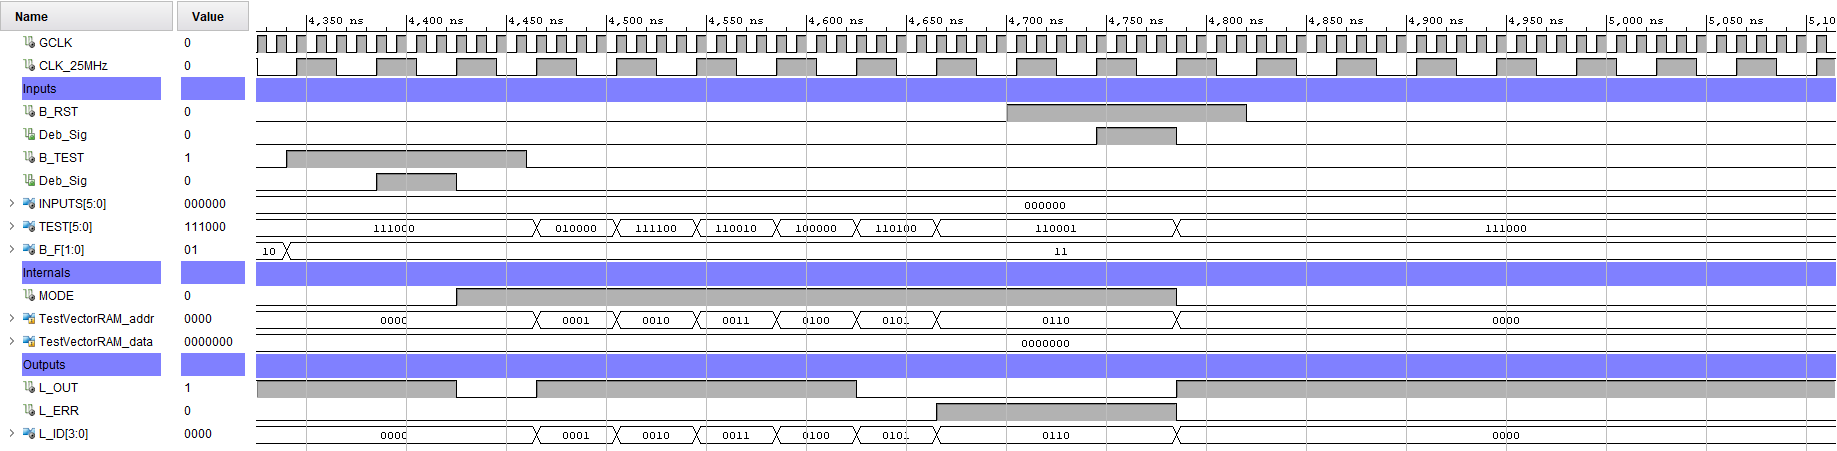 Name Value 4,350 ns 4,400 ns 4,450 ns 4,500 ns 4,550 ns 4,600 ns 4,650 ns 4,700 ns 4,750 ns 4,800 ns 4,850 ns 4,900 ns 4,950 ns 5,000 ns 5,050 ns 5,10
GCLK 0
CLK_25MHz 0
Inputs
B_RST 0
Deb_Sig 0
B_TEST 1
Deb_Sig 0
INPUTS[5:0] 000000 000000
TEST[5:0] 111000 111000 010000 111100 110010 100000 110100 110001 111000
B_F[1:0] 01 10 11
Internals
MODE 0
TestVectorRAM_addr 0000 0000 0001 0010 0011 0100 0101 0110 0000
TestVectorRAM_data 0000000 0000000
Outputs
L_OUT 1
L_ERR 0
L_ID[3:0] 0000 0000 0001 0010 0011 0100 0101 0110 0000